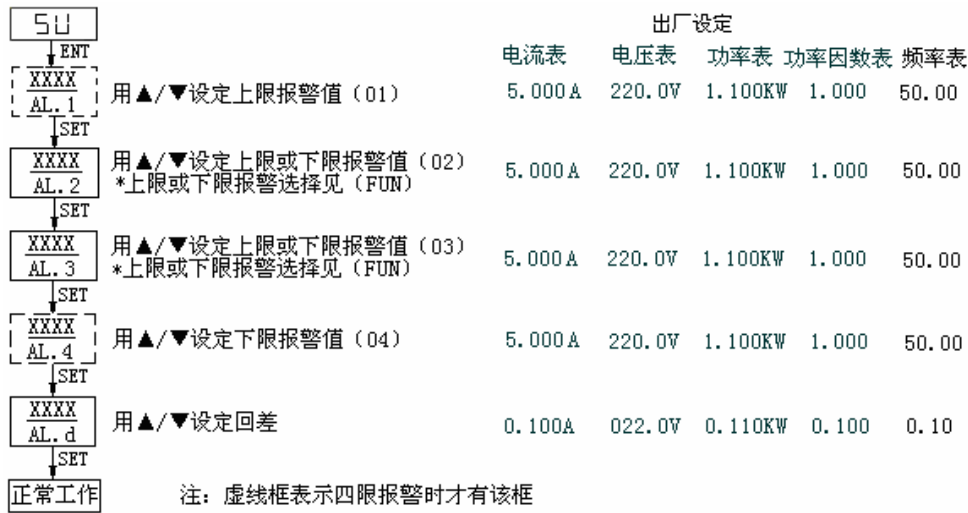 SU 出厂设定
ENT 电流表 电压表 功率表 功率因数表 频率表
XXXX
AL.1 用▲/▼设定上限报警值（01） 5.000A 220.0V 1.100KW 1.000 50.00
SET
XXXX 用▲/▼设定上限或下限报警值（02）
AL.2 *上限或下限报警选择见（FUN） 5.000A 220.0V 1.100KW 1.000 50.00
SET
XXXX 用▲/▼设定上限或下限报警值（03）
AL.3 *上限或下限报警选择见（FUN） 5.000A 220.0V 1.100KW 1.000 50.00
SET
XXXX
AL.4 用▲/▼设定下限报警值（04） 5.000A 220.0V 1.100KW 1.000 50.00
SET
XXXX
AL.d 用▲/▼设定回差 0.100A 022.0V 0.110KW 0.100 0.10
SET
正常工作 注：虚线框表示四限报警时才有该框